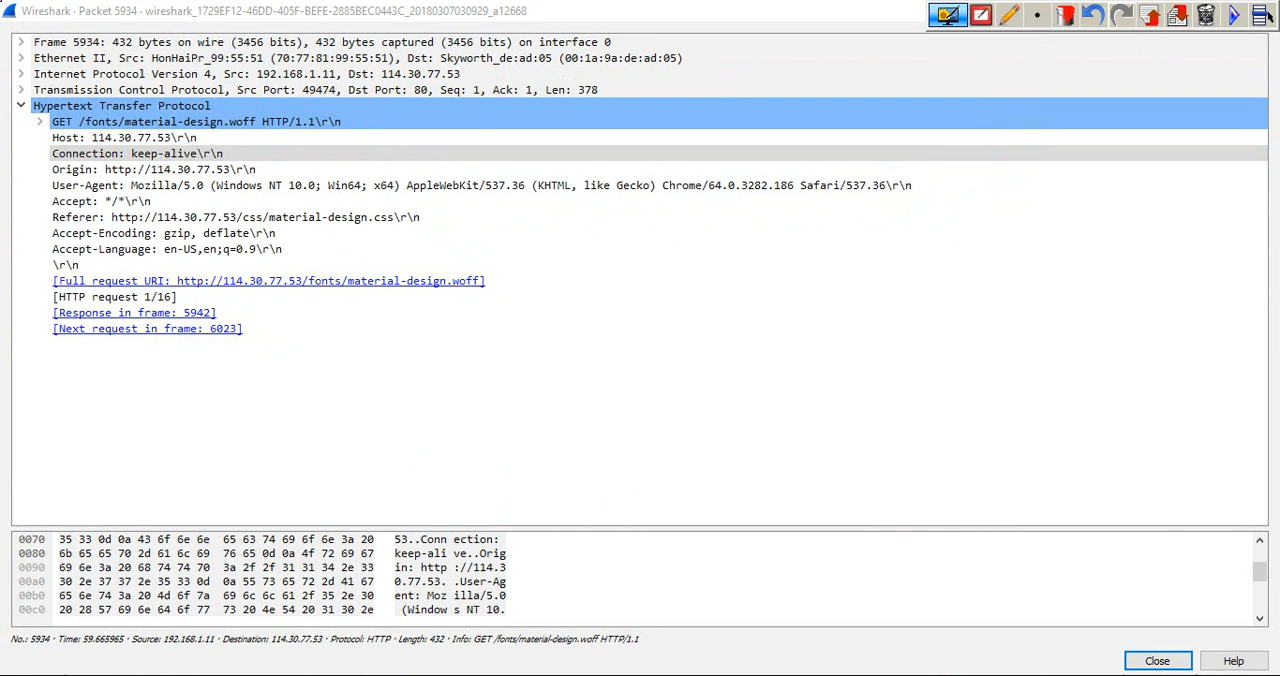 Wireshark · Packet 5934 · wireshark_1729EF12-46DD-405F-BEFE-2885BEC0443C_20180307030929_a12668
Frame 5934: 432 bytes on wire (3456 bits), 432 bytes captured (3456 bits) on interface 0
Ethernet II, Src: HonHaiPr_99:55:51 (70:77:81:99:55:51), Dst: Skyworth_de:ad:05 (00:1a:9a:de:ad:05)
Internet Protocol Version 4, Src: 192.168.1.11, Dst: 114.30.77.53
Transmission Control Protocol, Src Port: 49474, Dst Port: 80, Seq: 1, Ack: 1, Len: 378
Hypertext Transfer Protocol
GET /fonts/material-design.woff HTTP/1.1\r\n
Host: 114.30.77.53\r\n
Connection: keep-alive\r\n
Origin: http://114.30.77.53\r\n
User-Agent: Mozilla/5.0 (Windows NT 10.0; Win64; x64) AppleWebKit/537.36 (KHTML, like Gecko) Chrome/64.0.3282.186 Safari/537.36\r\n
Accept: */*\r\n
Referer: http://114.30.77.53/css/material-design.css\r\n
Accept-Encoding: gzip, deflate\r\n
Accept-Language: en-US,en;q=0.9\r\n
\r\n
[Full request URI: http://114.30.77.53/fonts/material-design.woff]
[HTTP request 1/16]
[Response in frame: 5942]
[Next request in frame: 6023]
0070 35 33 0d 0a 43 6f 6e 6e 65 63 74 69 6f 6e 3a 20 53..Conn ection:
0080 6b 65 65 70 2d 61 6c 69 76 65 0d 0a 4f 72 69 67 keep-ali ve..Orig
0090 69 6e 3a 20 68 74 74 70 3a 2f 2f 31 31 34 2e 33 in: http ://114.3
00a0 30 2e 37 37 2e 35 33 0d 0a 55 73 65 72 2d 41 67 0.77.53. .User-Ag
00b0 65 6e 74 3a 20 4d 6f 7a 69 6c 6c 61 2f 35 2e 30 ent: Moz illa/5.0
00c0 20 28 57 69 6e 64 6f 77 73 20 4e 54 20 31 30 2e (Window s NT 10.
No.: 5934 · Time: 59.665965 · Source: 192.168.1.11 · Destination: 114.30.77.53 · Protocol: HTTP · Length: 432 · Info: GET /fonts/material-design.woff HTTP/1.1
Close Help